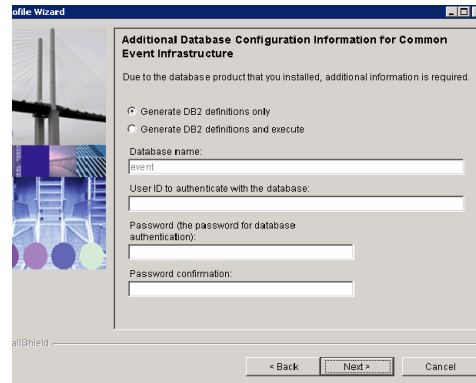 ofile Wizard
Additional Database Configuration Information for Common
Event Infrastructure
Due to the database product that you installed, additional information is required.
Generate DB2 definitions only
Generate DB2 definitions and execute
Database name:
event
User ID to authenticate with the database:
Password (the password for database
authentication):
Password confirmation:
allShield
< Back
Next >
Cancel